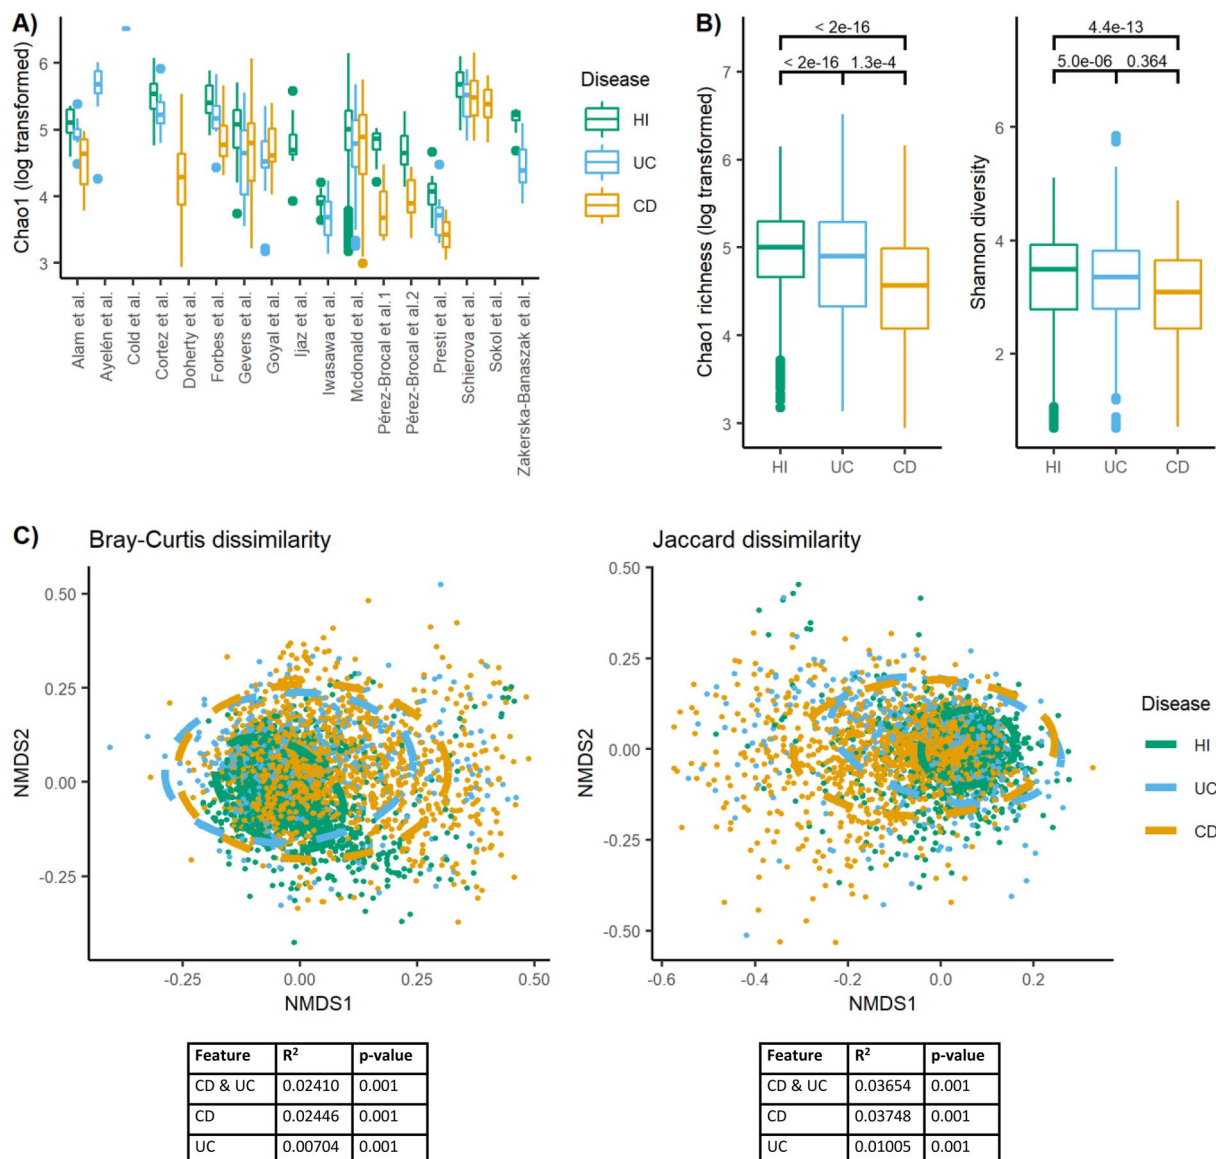 A)
Chao1 (log transformed)
6
5
4
3
Alam et al.
Ayelén et al.
Cold et al.
Cortez et al.
Doherty et al.
Forbes et al.
Gevers et al.
Goyal et al.
Ijaz et al.
Iwasawa et al.
Mcdonald et al.
Pérez-Brocal et al.1
Pérez-Brocal et al.2
Presti et al.
Schierova et al.
Sokol et al.
Zakerska-Banaszak et al.
Disease
HI
UC
CD
B)
Chao1 richness (log transformed)
7
6
5
4
3
< 2e-16
< 2e-16 1.3e-4
HI UC CD
Shannon diversity
6
4
2
4.4e-13
5.0e-06 0.364
HI UC CD
C)
Bray-Curtis dissimilarity
NMDS2
0.50
0.25
0.00
-0.25
-0.25 0.00 0.25 0.50
NMDS1
Jaccard dissimilarity
NMDS2
0.50
0.25
0.00
-0.25
-0.50
-0.6 -0.4 -0.2 0.0 0.2
NMDS1
Disease
HI
UC
CD
Feature R² p-value
CD & UC 0.02410 0.001
CD 0.02446 0.001
UC 0.00704 0.001
Feature R² p-value
CD & UC 0.03654 0.001
CD 0.03748 0.001
UC 0.01005 0.001